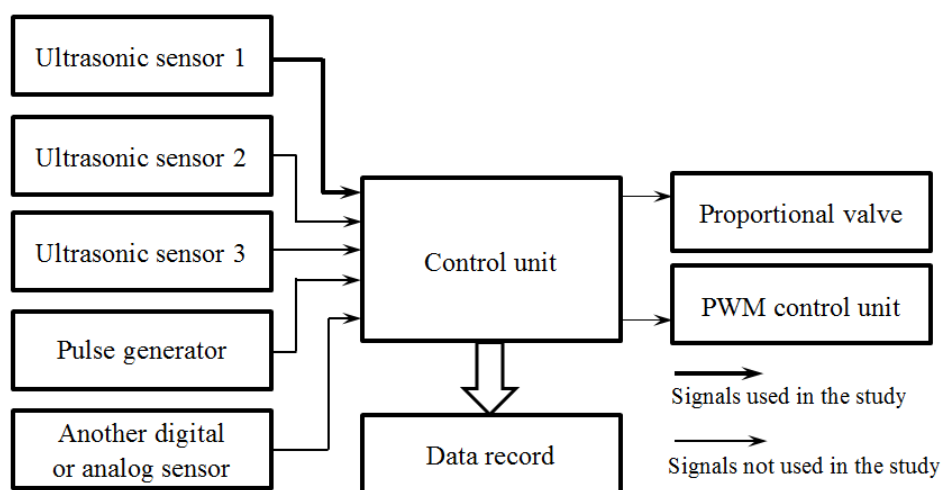 Ultrasonic sensor 1
Ultrasonic sensor 2
Ultrasonic sensor 3
Pulse generator
Another digital
or analog sensor
Control unit
Data record
Proportional valve
PWM control unit
Signals used in the study
Signals not used in the study